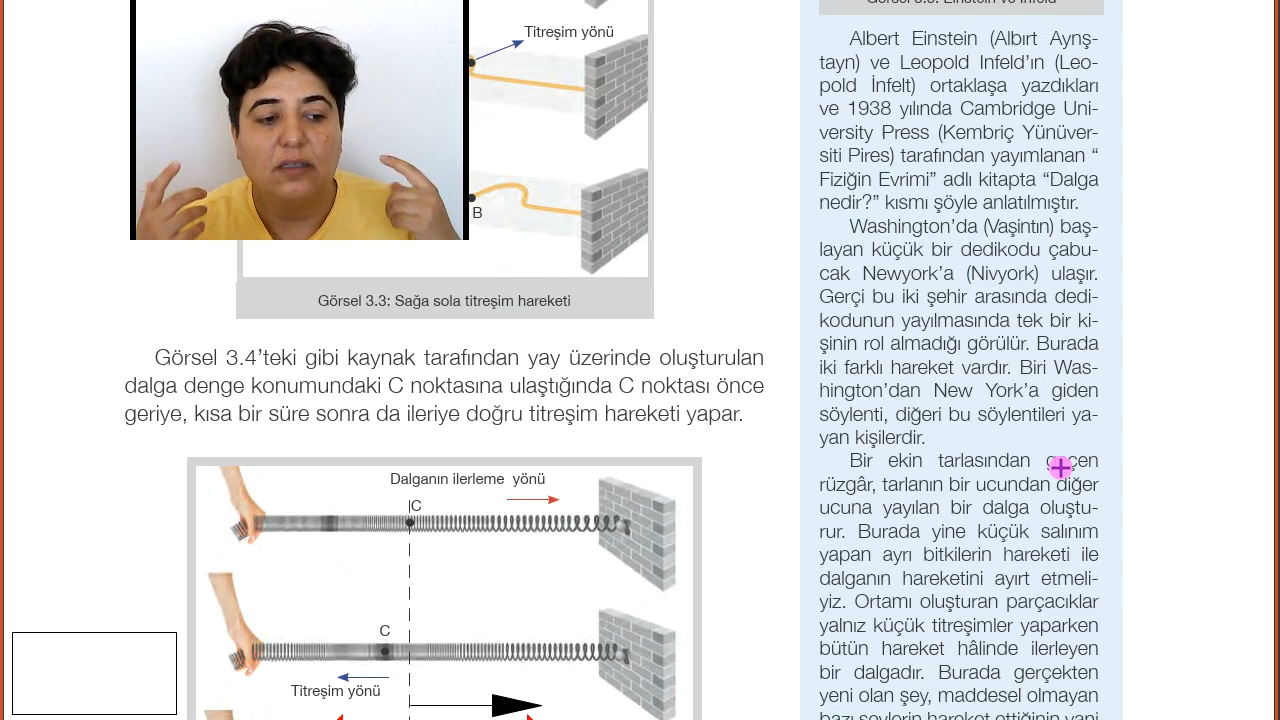 Titreşim yönü
B
Görsel 3.3: Sağa sola titreşim hareketi
Görsel 3.4’teki gibi kaynak tarafından yay üzerinde oluşturulan
dalga denge konumundaki C noktasına ulaştığında C noktası önce
geriye, kısa bir süre sonra da ileriye doğru titreşim hareketi yapar.
Dalganın ilerleme yönü
C
C
Titreşim yönü
Albert Einstein (Albırt Aynş-
tayn) ve Leopold Infeld’ın (Leo-
pold İnfelt) ortaklaşa yazdıkları
ve 1938 yılında Cambridge Uni-
versity Press (Kembriç Yünüver-
siti Pires) tarafından yayımlanan “
Fiziğin Evrimi” adlı kitapta “Dalga
nedir?” kısmı şöyle anlatılmıştır.
Washington’da (Vaşintın) baş-
layan küçük bir dedikodu çabu-
cak Newyork’a (Nivyork) ulaşır.
Gerçi bu iki şehir arasında dedi-
kodunun yayılmasında tek bir ki-
şinin rol almadığı görülür. Burada
iki farklı hareket vardır. Biri Was-
hington’dan New York’a giden
söylenti, diğeri bu söylentileri ya-
yan kişilerdir.
Bir ekin tarlasından
rüzgâr, tarlanın bir ucundan diğer
ucuna yayılan bir dalga oluştu-
rur. Burada yine küçük salınım
yapan ayrı bitkilerin hareketi ile
dalganın hareketini ayırt etmeli-
yiz. Ortamı oluşturan parçacıklar
yalnız küçük titreşimler yaparken
bütün hareket hâlinde ilerleyen
bir dalgadır. Burada gerçekten
yeni olan şey, maddesel olmayan